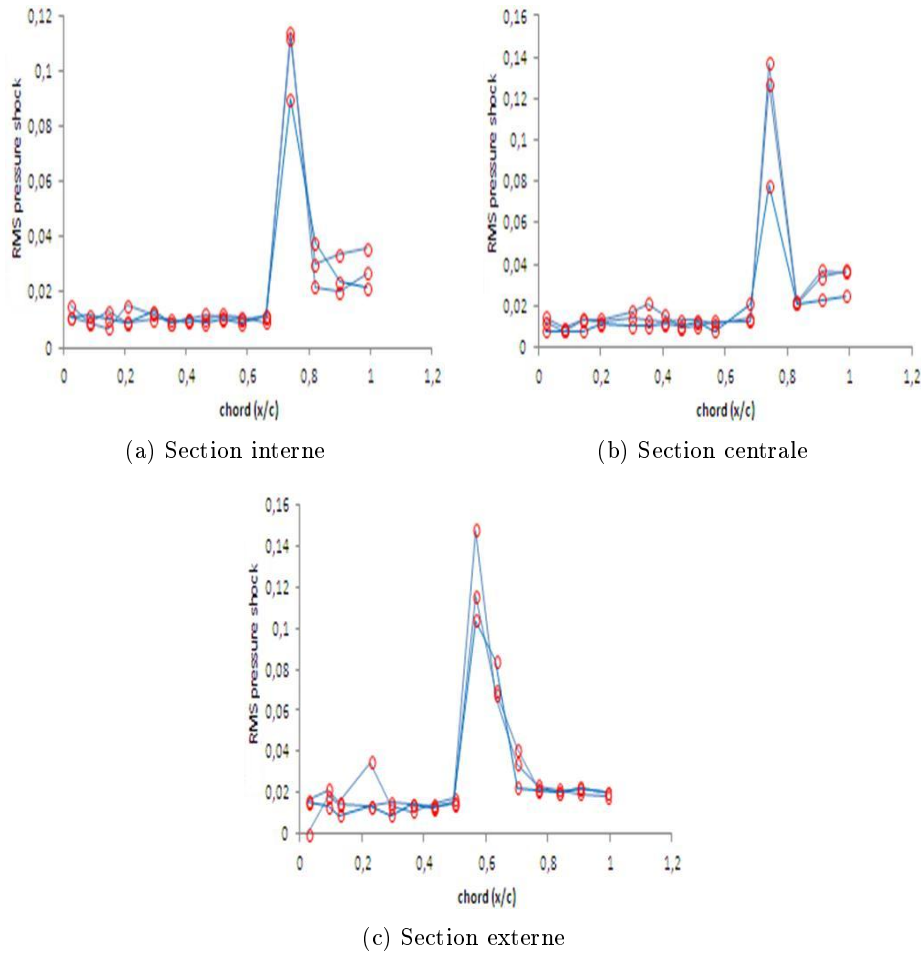 0,12
0,1
0,08
0,06
0,04
0,02
0
RMS pressure shock
0 0,2 0,4 0,6 0,8 1 1,2
chord (x/c)
(a) Section interne
0,16
0,14
0,12
0,1
0,08
0,06
0,04
0,02
0
RMS pressure shock
0 0,2 0,4 0,6 0,8 1 1,2
chord (x/c)
(b) Section centrale
0,16
0,14
0,12
0,1
0,08
0,06
0,04
0,02
0
RMS pressure shock
0 0,2 0,4 0,6 0,8 1 1,2
chord (x/c)
(c) Section externe